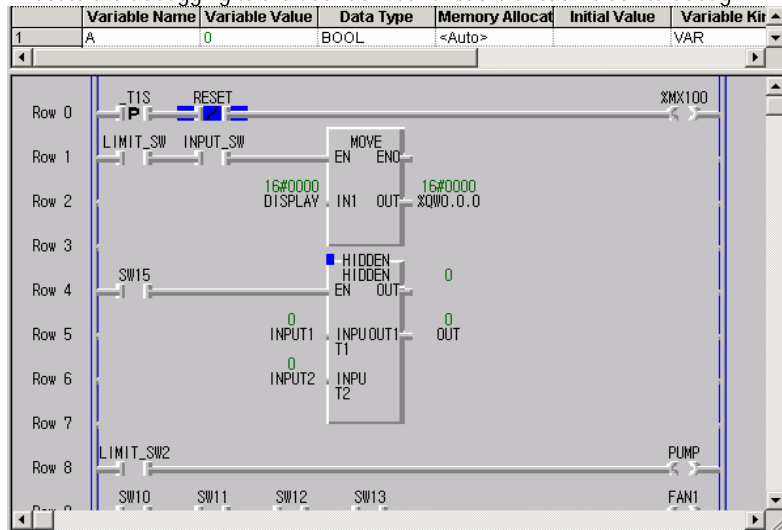 Variable Name Variable Value Data Type Memory Allocat Initial Value Variable Kin
1 A 0 BOOL <Auto> VAR
_T1S RESET %MX100
Row 0 P
LIMIT_SW INPUT_SW MOVE
Row 1 EN ENO
16#0000 16#0000
Row 2 DISPLAY IN1 OUT %QW0.0.0
Row 3
HIDDEN
SW15 HIDDEN 0
Row 4 EN OUT
0 0
Row 5 INPUT1 INPU OUT1 OUT
T1
0
Row 6 INPUT2 INPU
T2
Row 7
LIMIT_SW2 PUMP
Row 8
SW10 SW11 SW12 SW13 FAN1